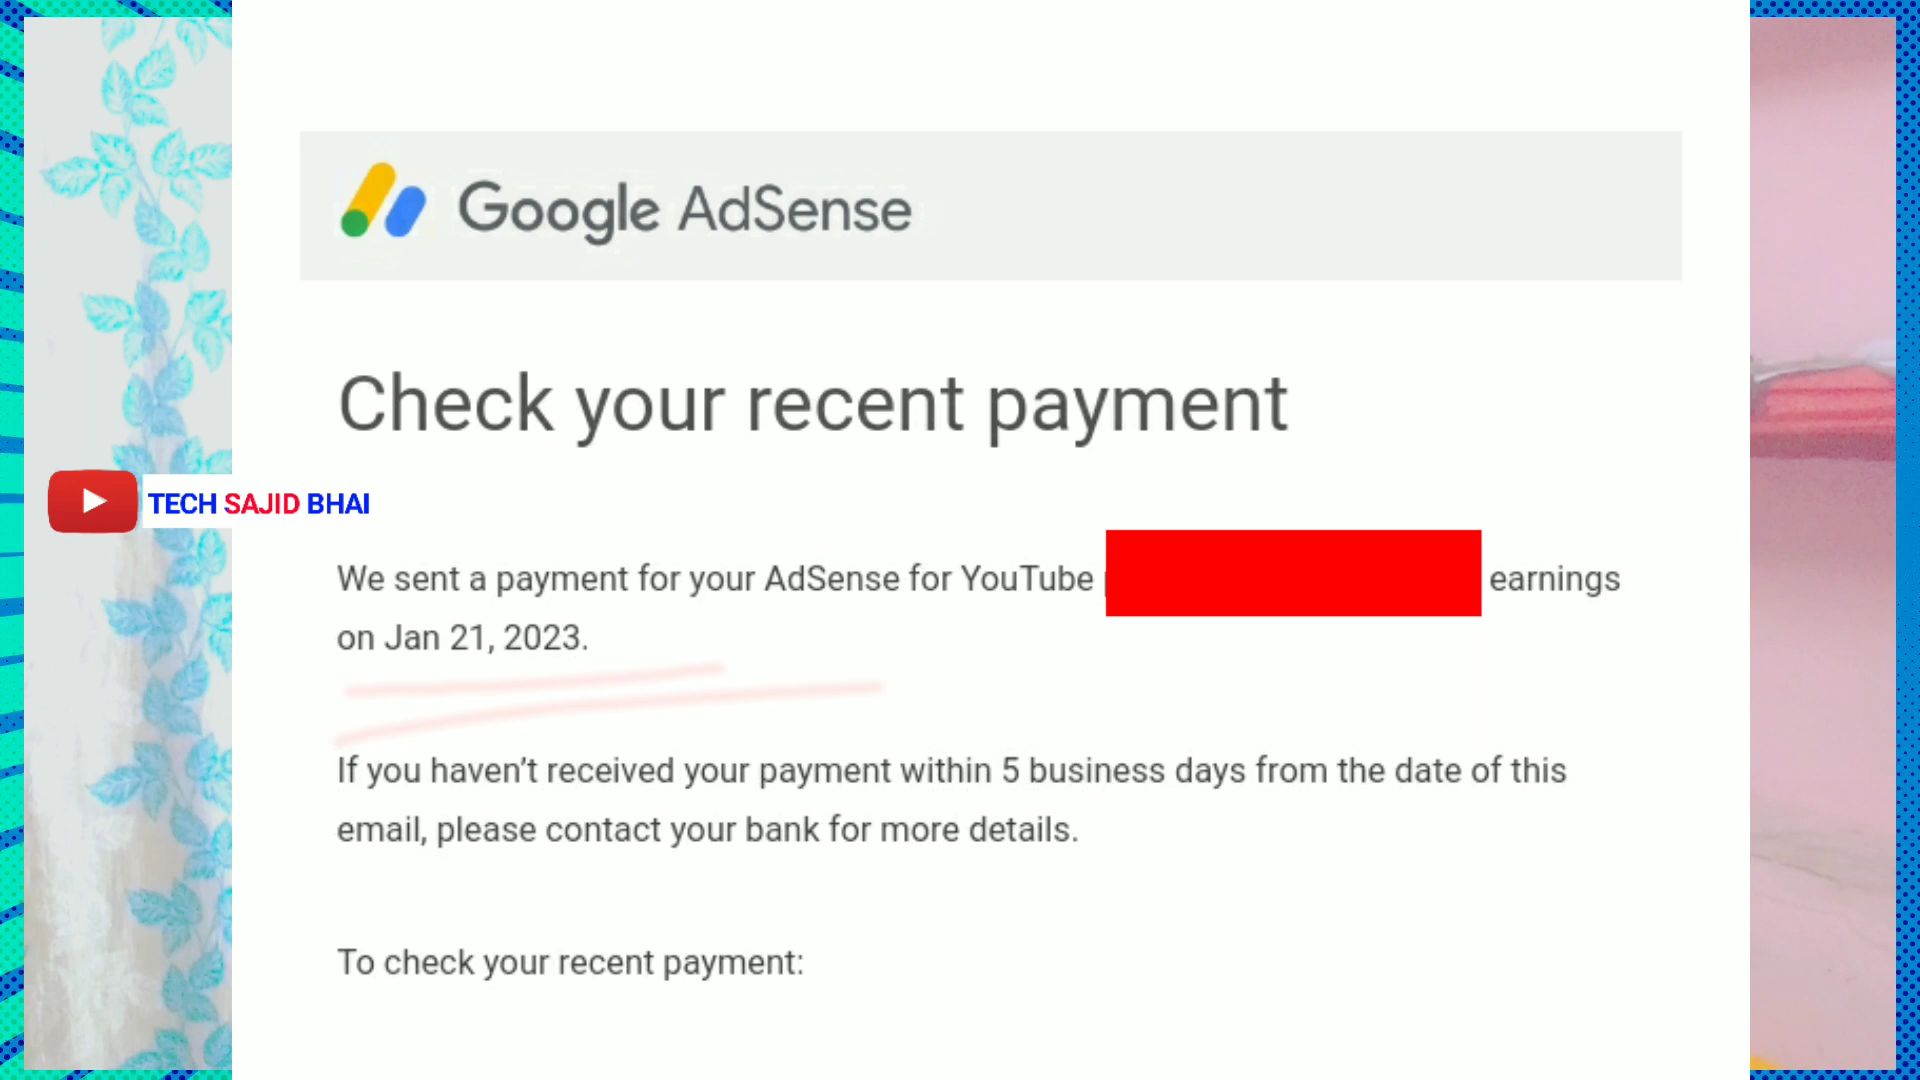 Google AdSense
Check your recent payment
TECH SAJID BHAI
We sent a payment for your AdSense for YouTube earnings
on Jan 21, 2023.
If you haven't received your payment within 5 business days from the date of this
email, please contact your bank for more details.
To check your recent payment: